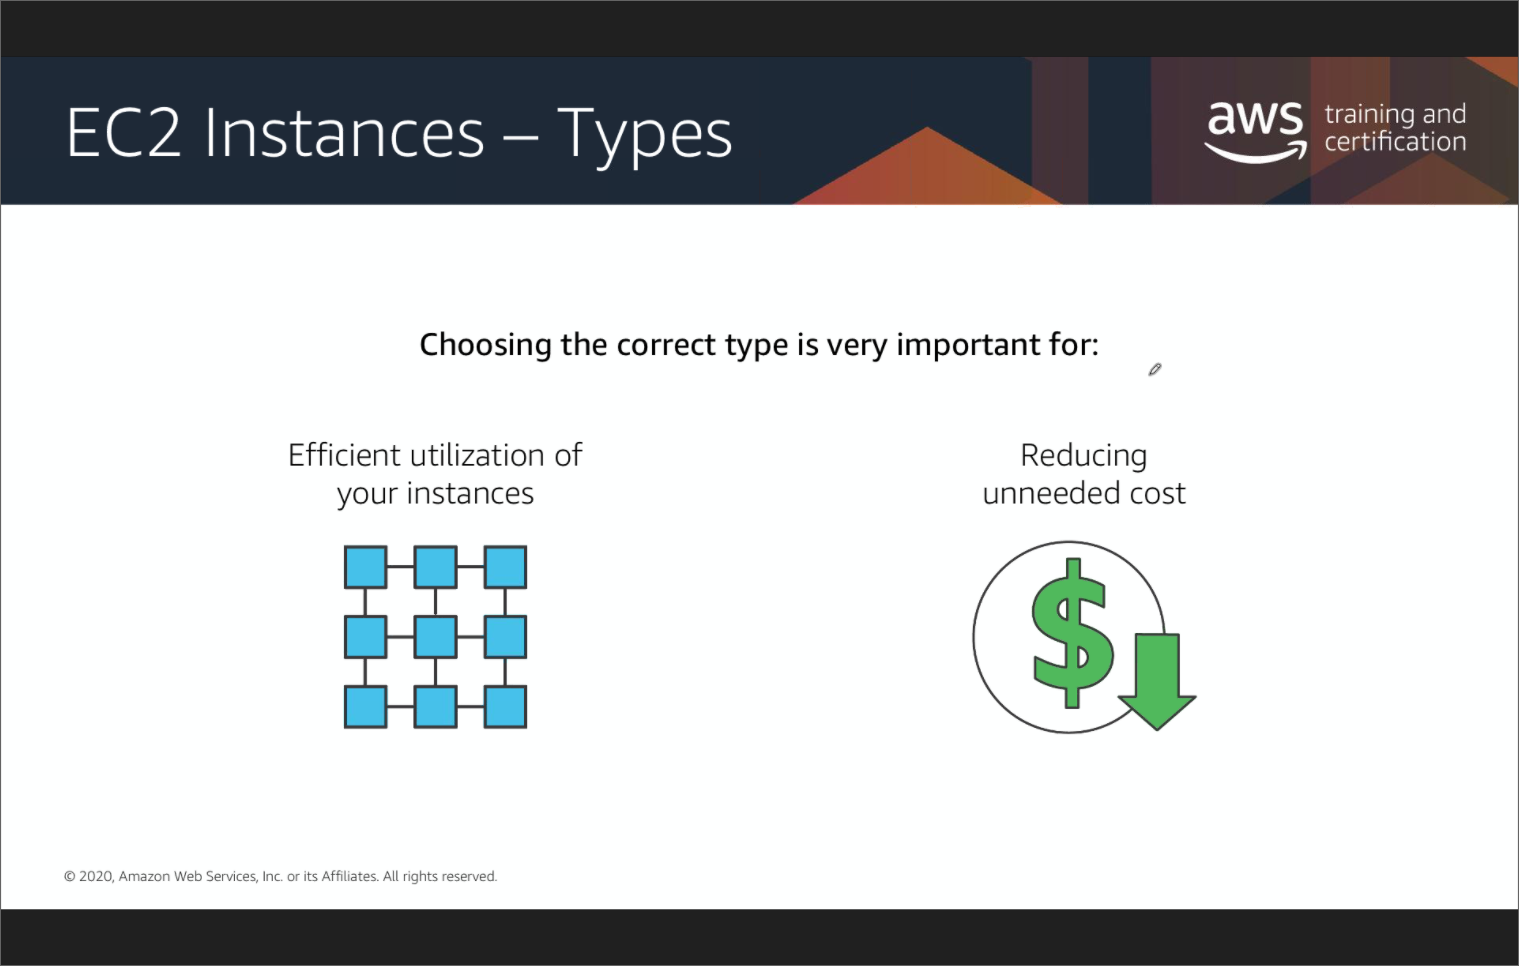 EC2 Instances – Types
aws training and
certification
Choosing the correct type is very important for:
Efficient utilization of
your instances
Reducing
unneeded cost
$
© 2020, Amazon Web Services, Inc. or its Affiliates. All rights reserved.